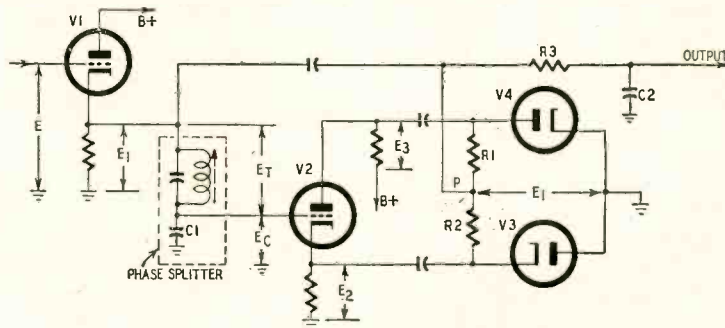 V1
B+
R3
OUTPUT
C2
V4
E
E1
ET
V2
E3
R1
B+
P
E1
R2
V3
C1
EC
PHASE SPLITTER
E2